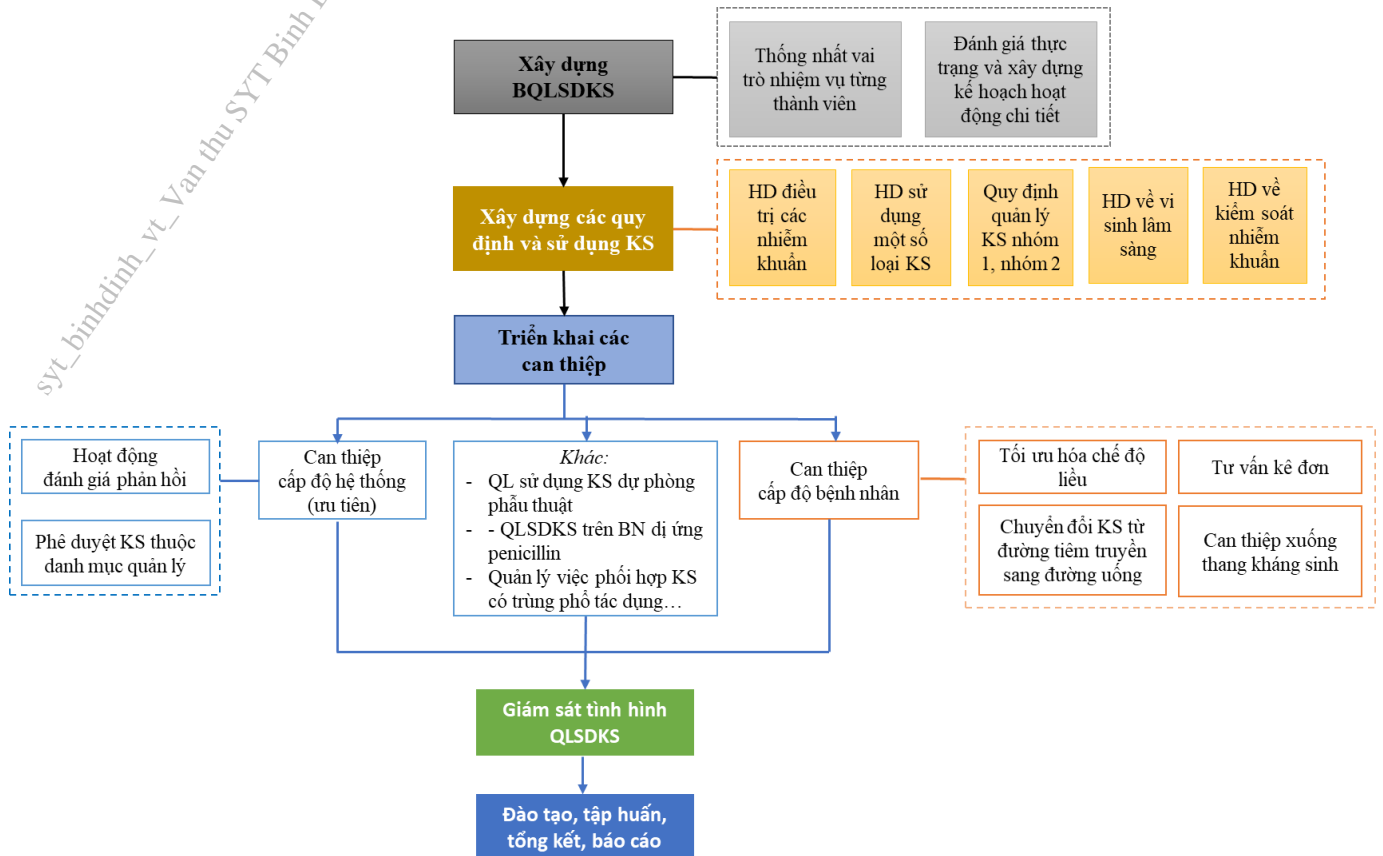 syt_binhdinh_vt_Van thu SYT Binh
Xây dựng
BQLSDKS
Thống nhất vai
trò nhiệm vụ từng
thành viên
Đánh giá thực
trạng và xây dựng
kế hoạch hoạt
động chi tiết
Xây dựng các quy
định và sử dụng KS
HD điều
trị các
nhiễm
khuẩn
HD sử
dụng
một số
loại KS
Quy định
quản lý
KS nhóm
1, nhóm 2
HD về vi
sinh lâm
sàng
HD về
kiểm soát
nhiễm
khuẩn
Triển khai các
can thiệp
Hoạt động
đánh giá phản hồi
Phê duyệt KS thuộc
danh mục quản lý
Can thiệp
cấp độ hệ thống
(ưu tiên)
Khác:
- QL sử dụng KS dự phòng
phẫu thuật
- - QLSDKS trên BN dị ứng
penicillin
- Quản lý việc phối hợp KS
có trùng phổ tác dụng…
Can thiệp
cấp độ bệnh nhân
Tối ưu hóa chế độ
liều
Tư vấn kê đơn
Chuyển đổi KS từ
đường tiêm truyền
sang đường uống
Can thiệp xuống
thang kháng sinh
Giám sát tình hình
QLSDKS
Đào tạo, tập huấn,
tổng kết, báo cáo